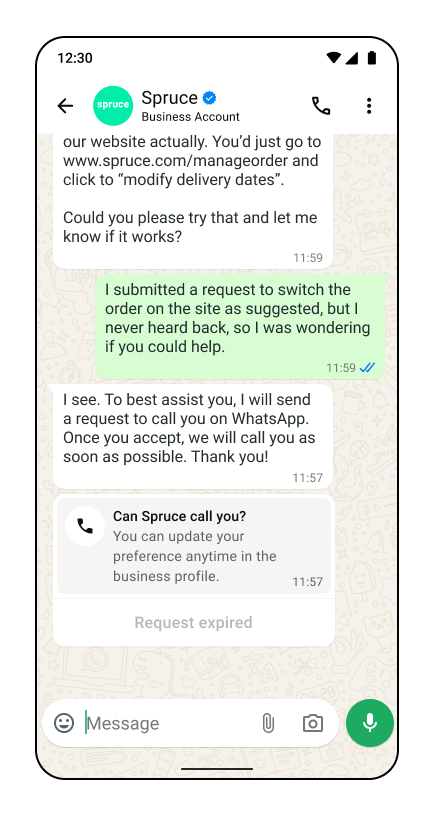 12:30
spruce
Spruce
Business Account
our website actually. You’d just go to
www.spruce.com/manageorder and
click to “modify delivery dates”.
Could you please try that and let me
know if it works?
11:59
I submitted a request to switch the
order on the site as suggested, but I
never heard back, so I was wondering
if you could help.
11:59
I see. To best assist you, I will send
a request to call you on WhatsApp.
Once you accept, we will call you as
soon as possible. Thank you!
11:57
Can Spruce call you?
You can update your
preference anytime in the
business profile.
11:57
Request expired
Message